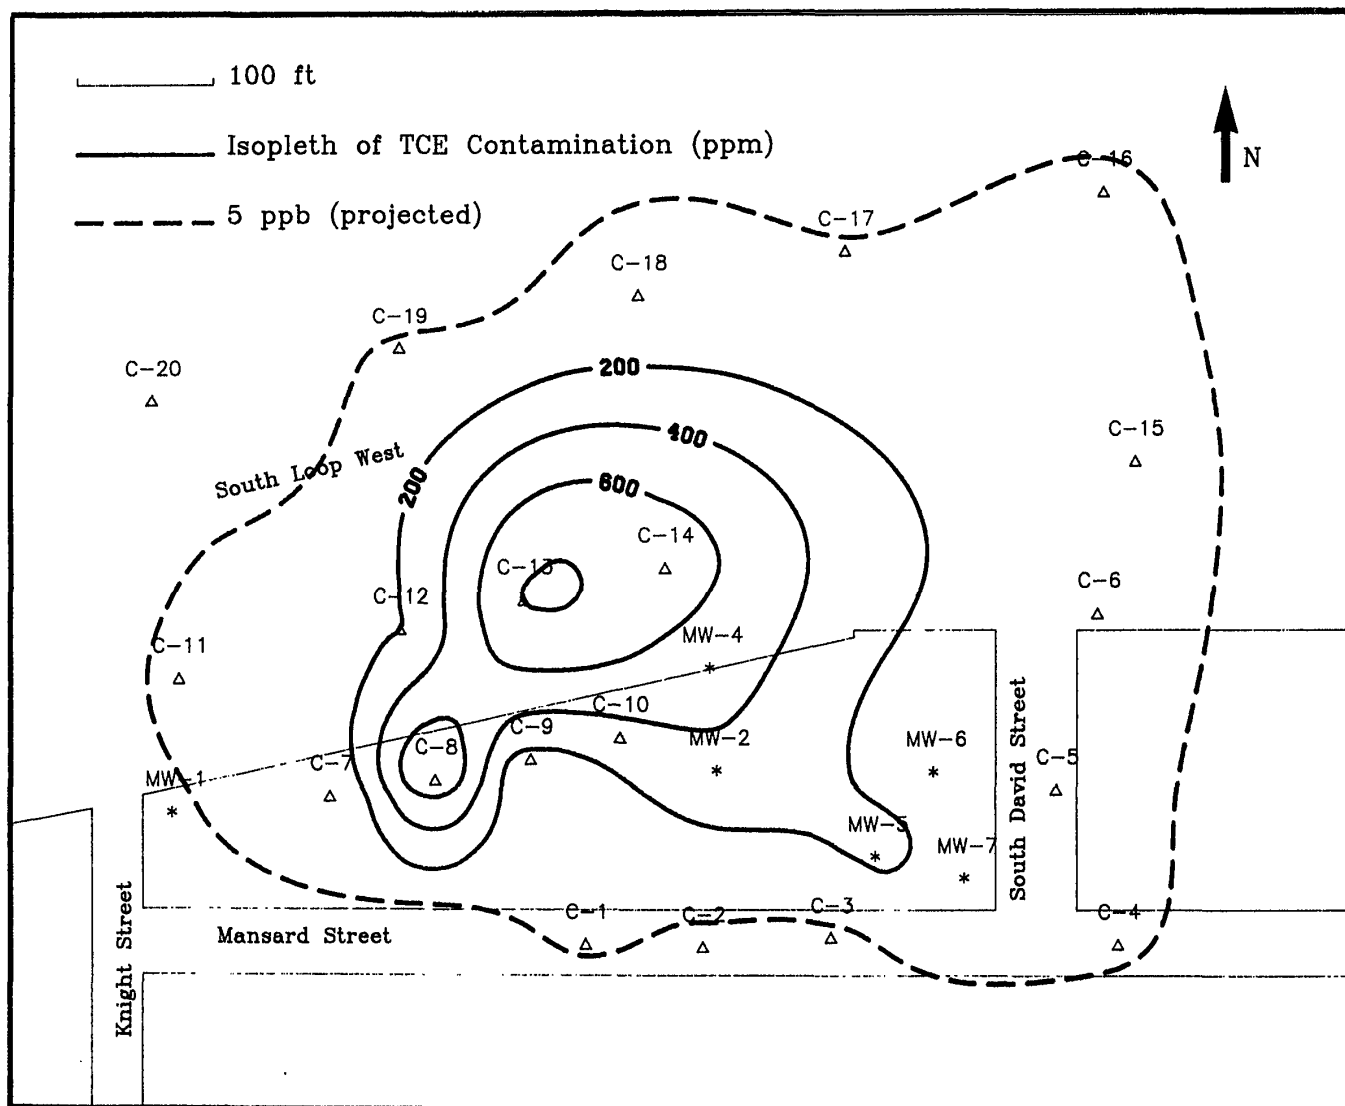 100 ft
Isopleth of TCE Contamination (ppm)
N
C-16
5 ppb (projected)
C-17
C-18
C-19
C-20
200
400
C-15
South Loop West
200
600
C-14
C-13
C-12
C-6
MW-4
C-11
C-10
C-9
MW-2
MW-6
C-8
C-7
C-5
MW-1
South David Street
MW-5
MW-7
C-1
C-2
C-3
C-4
Mansard Street
Knight Street